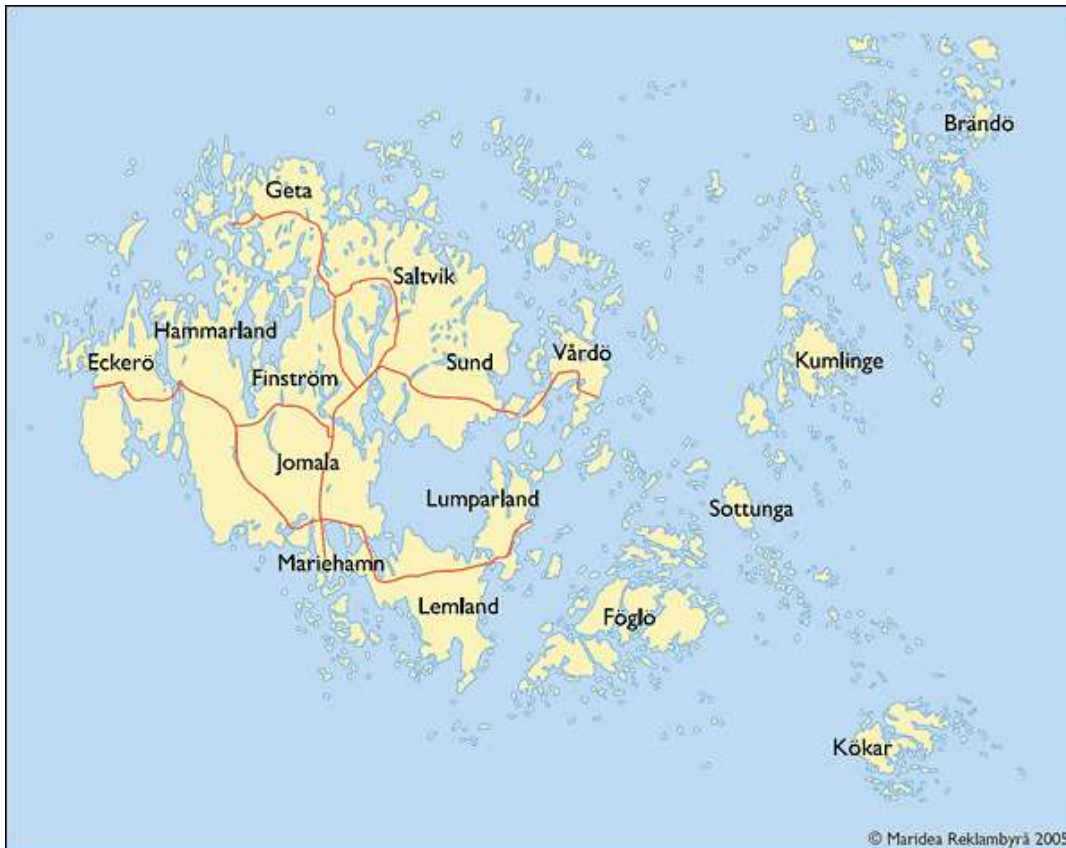 Brändö
Geta
Saltvik
Hammarland
Eckerö
Finström
Sund
Vårdö
Kumlinge
Jomala
Lumparland
Sottunga
Mariehamn
Lemland
Föglö
Kökar
© Maridea Reklambyrå 2005